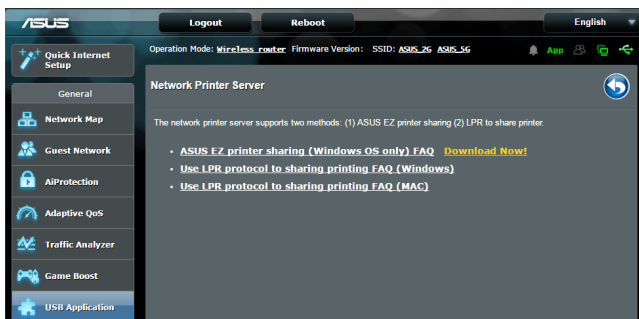 ASUS
Logout
Reboot
English
Quick Internet
Setup
Operation Mode: Wireless router Firmware Version: SSID: ASUS_2G ASUS_5G
App
General
Network Map
Guest Network
AiProtection
Adaptive QoS
Traffic Analyzer
Game Boost
USB Application
Network Printer Server
The network printer server supports two methods: (1) ASUS EZ printer sharing (2) LPR to share printer.
ASUS EZ printer sharing (Windows OS only) FAQ Download Now!
Use LPR protocol to sharing printing FAQ (Windows)
Use LPR protocol to sharing printing FAQ (MAC)